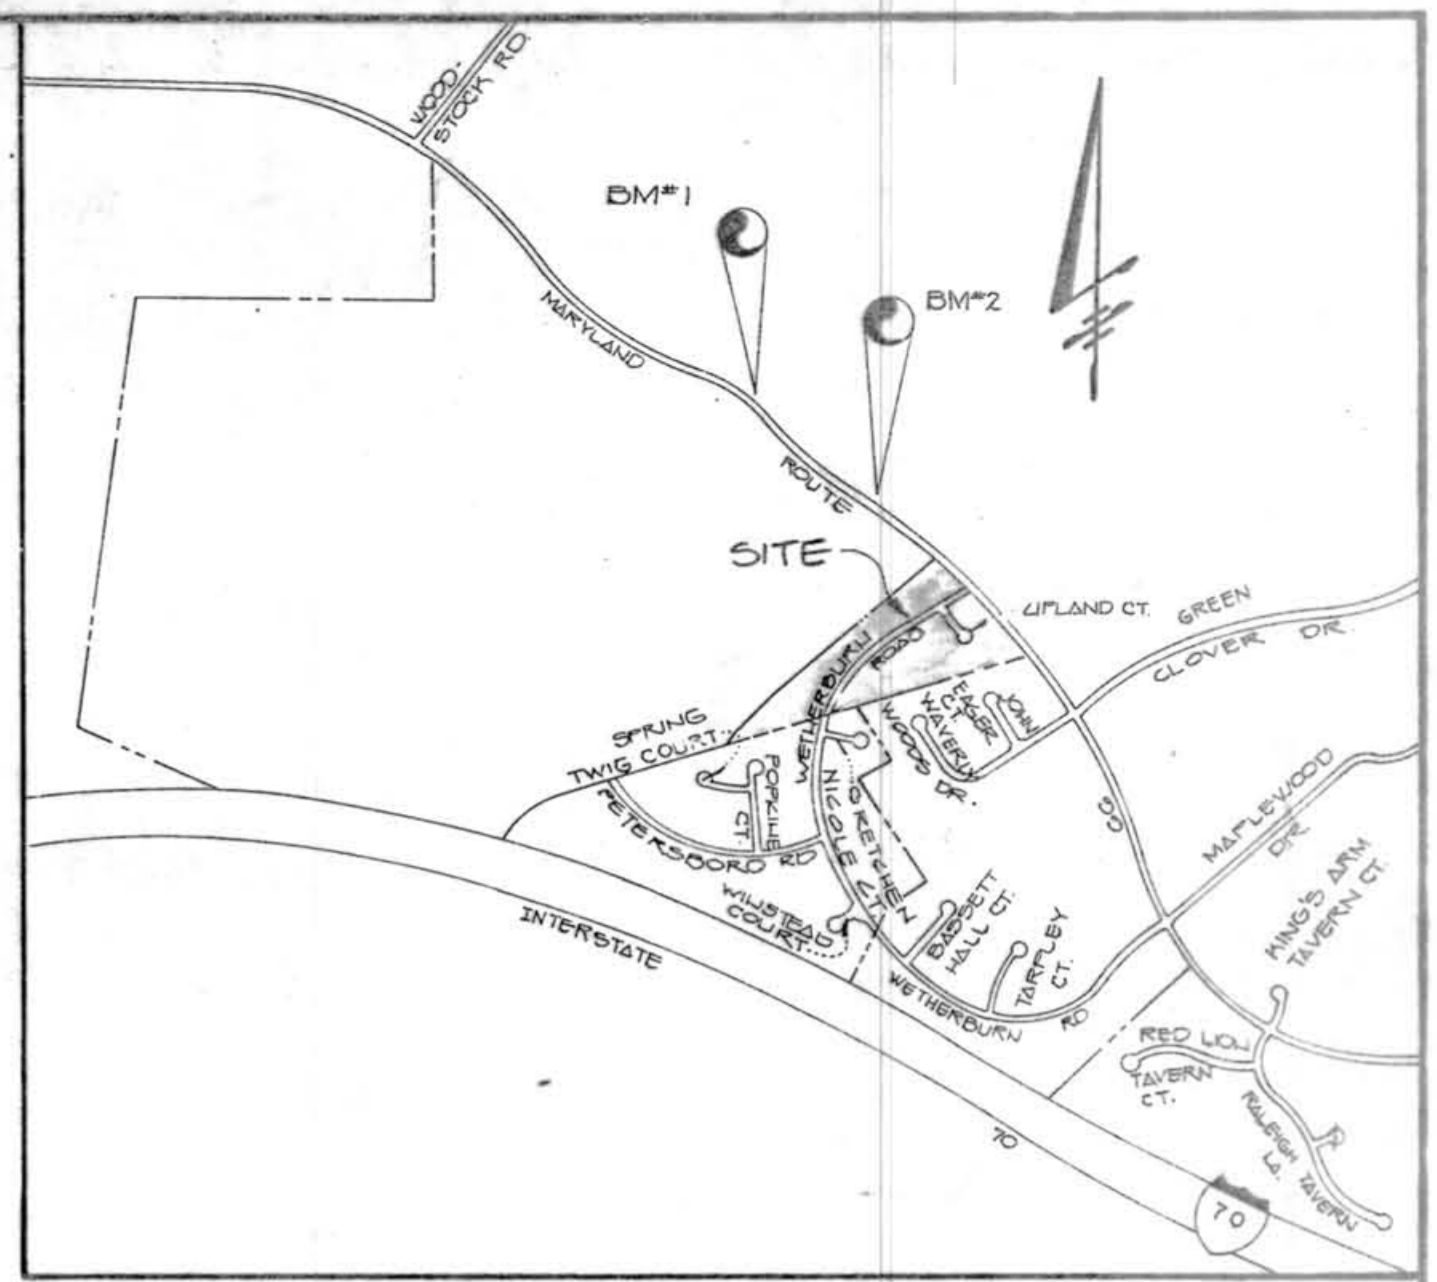 WOOD-
STOCK RD.
BM#1
BM#2
MARYLAND
ROUTE
SITE
UPLAND CT.
GREEN
CLOVER DR.
WETHERBURN
ROAD
SPRING
TWIG COURT
EAGER
CT.
JOHN
WAVERLY
WOODS DR.
WETHERBURN
POPKINE
CT.
NICOLE CT.
GRETCHEN
PETERSBORO RD
99
MAPLEWOOD
DR
KING'S ARM
TAVERN CT.
WINSTEAD
COURT
BASSETT
HALL CT.
TARPLEY
CT.
INTERSTATE
WETHERBURN RD
RED LION
TAVERN
CT.
RALEIGH TAVERN
LA.
70
70